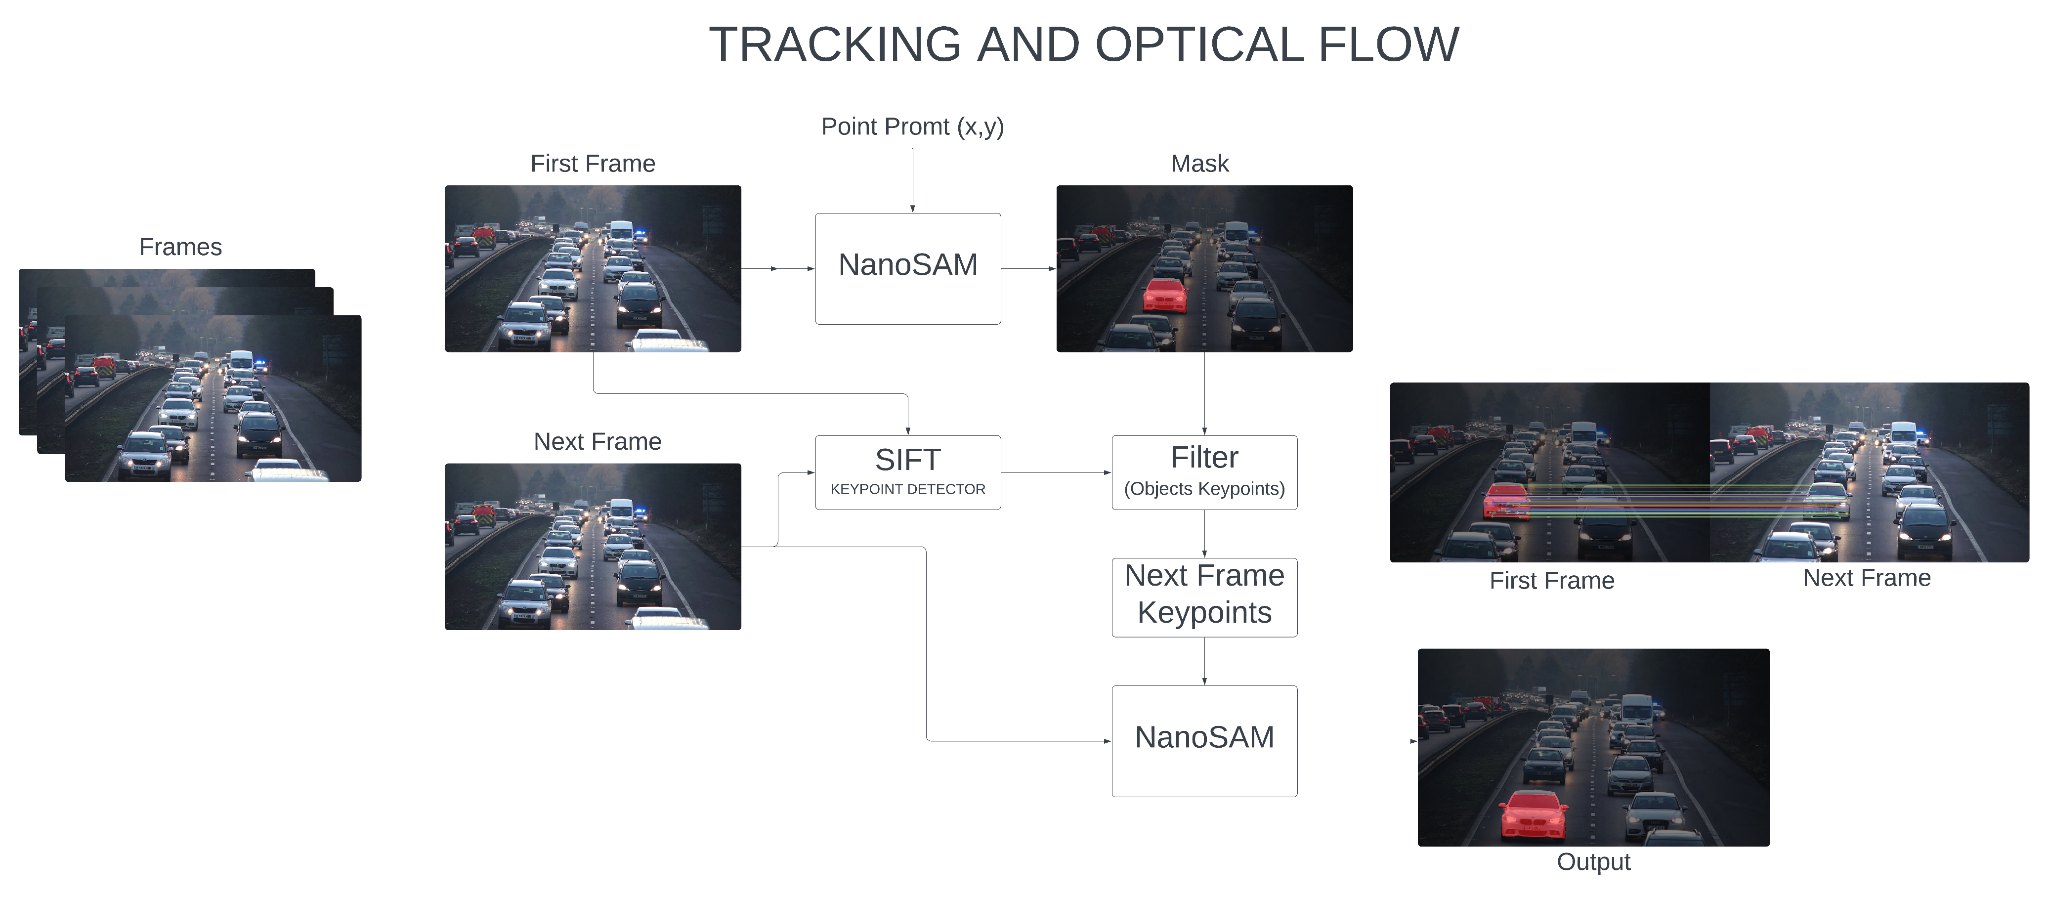 TRACKING AND OPTICAL FLOW
Point Promt (x,y)
First Frame
Mask
Frames
NanoSAM
Next Frame
SIFT
KEYPOINT DETECTOR
Filter
(Objects Keypoints)
Next Frame
Keypoints
First Frame
Next Frame
NanoSAM
Output